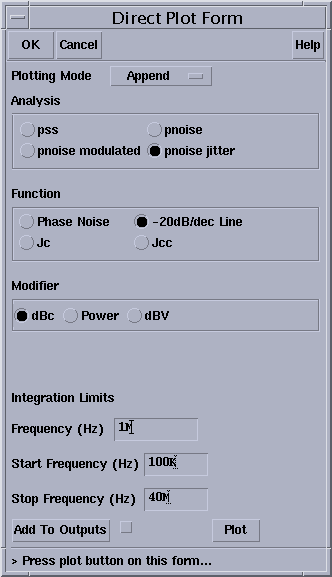 Direct Plot Form
OK Cancel Help
Plotting Mode Append
Analysis
pss pnoise
pnoise modulated pnoise jitter
Function
Phase Noise -20dB/dec Line
Jc Jcc
Modifier
dBc Power dBV
Integration Limits
Frequency (Hz) 1M
Start Frequency (Hz) 100K
Stop Frequency (Hz) 40M
Add To Outputs Plot
> Press plot button on this form...